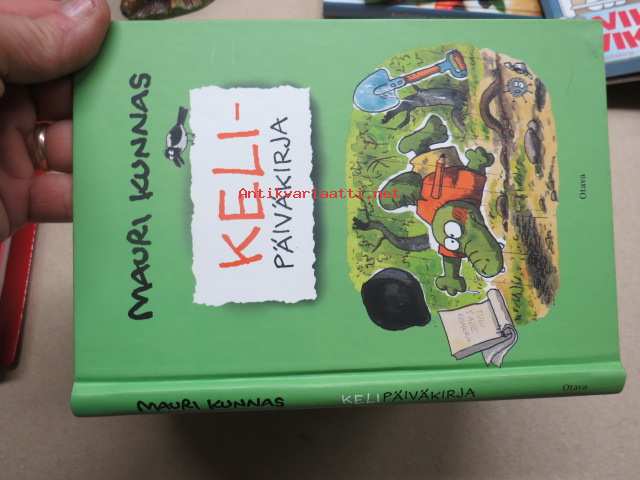 MAURI KUNNAS
KELI-
PÄIVÄKIRJA
Otava
MAURI KUNNAS
KELIPÄIVÄKIRJA
Otava
Antikvariaatti.net